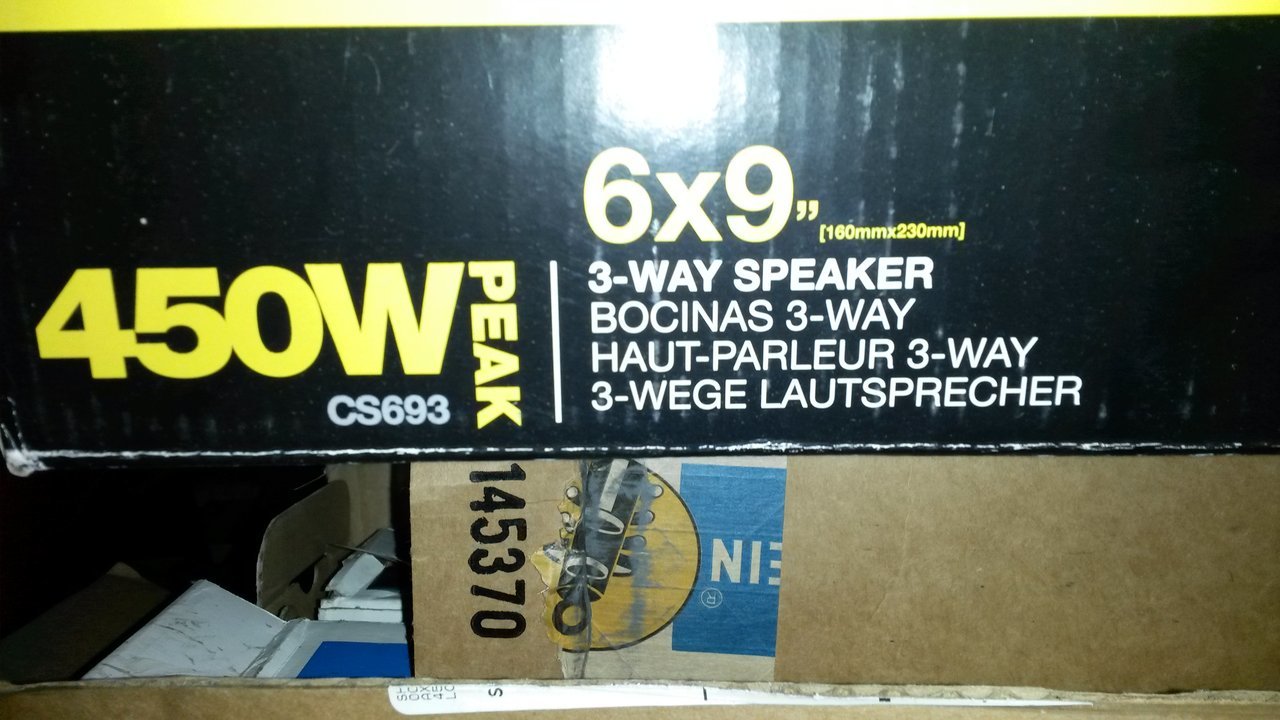 6x9”
[160mmx230mm]
450W PEAK
CS693
3-WAY SPEAKER
BOCINAS 3-WAY
HAUT-PARLEUR 3-WAY
3-WEGE LAUTSPRECHER
145370
®